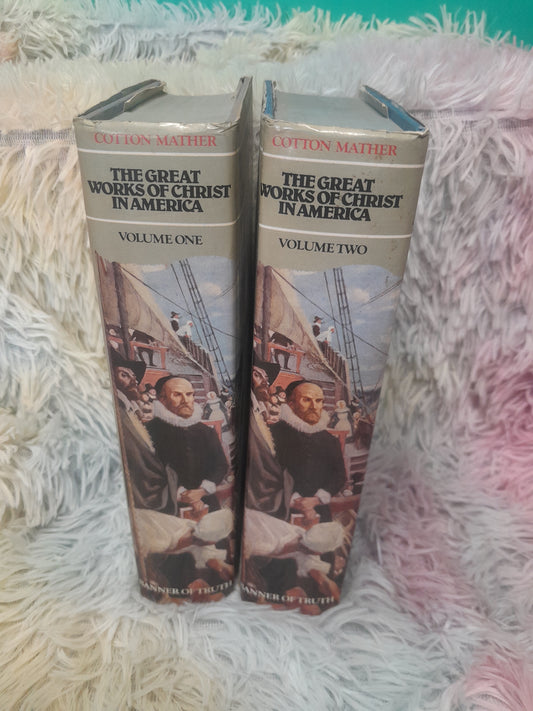 COTTON MATHER
THE GREAT
WORKS OF CHRIST
IN AMERICA
VOLUME ONE
BANNER OF TRUTH
COTTON MATHER
THE GREAT
WORKS OF CHRIST
IN AMERICA
VOLUME TWO
BANNER OF TRUTH